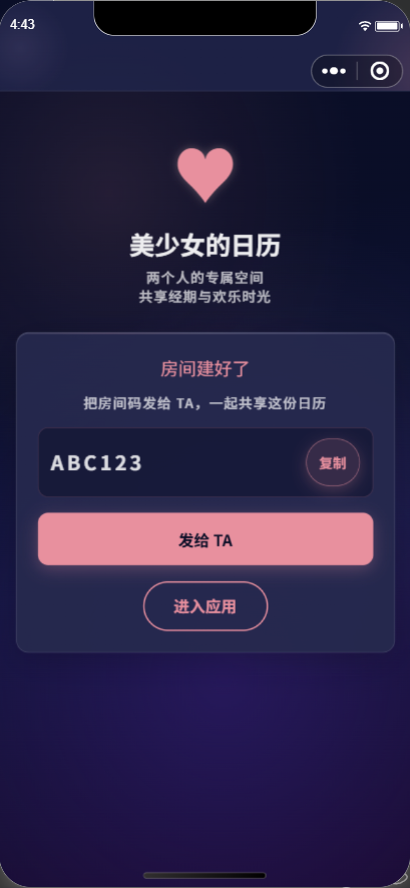 4:43
美少女的日历
两个人的专属空间
共享经期与欢乐时光
房间建好了
把房间码发给 TA，一起共享这份日历
ABC123
复制
发给 TA
进入应用